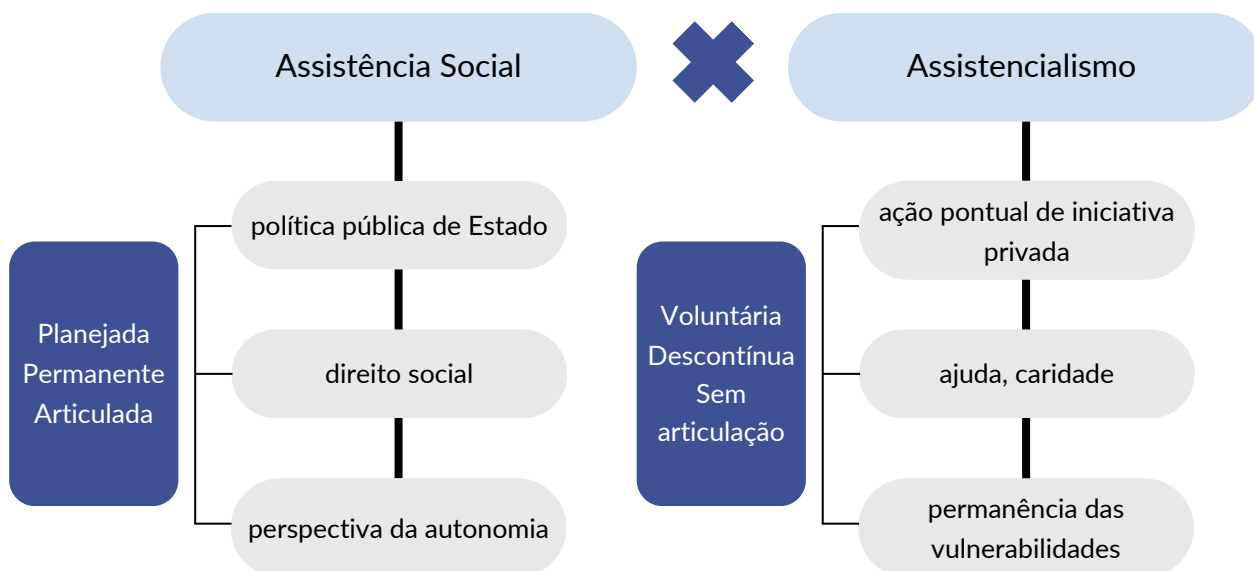 Assistência Social
Assistencialismo
política pública de Estado
direito social
perspectiva da autonomia
Planejada
Permanente
Articulada
ação pontual de iniciativa
privada
ajuda, caridade
permanência das
vulnerabilidades
Voluntária
Descontínua
Sem
articulação